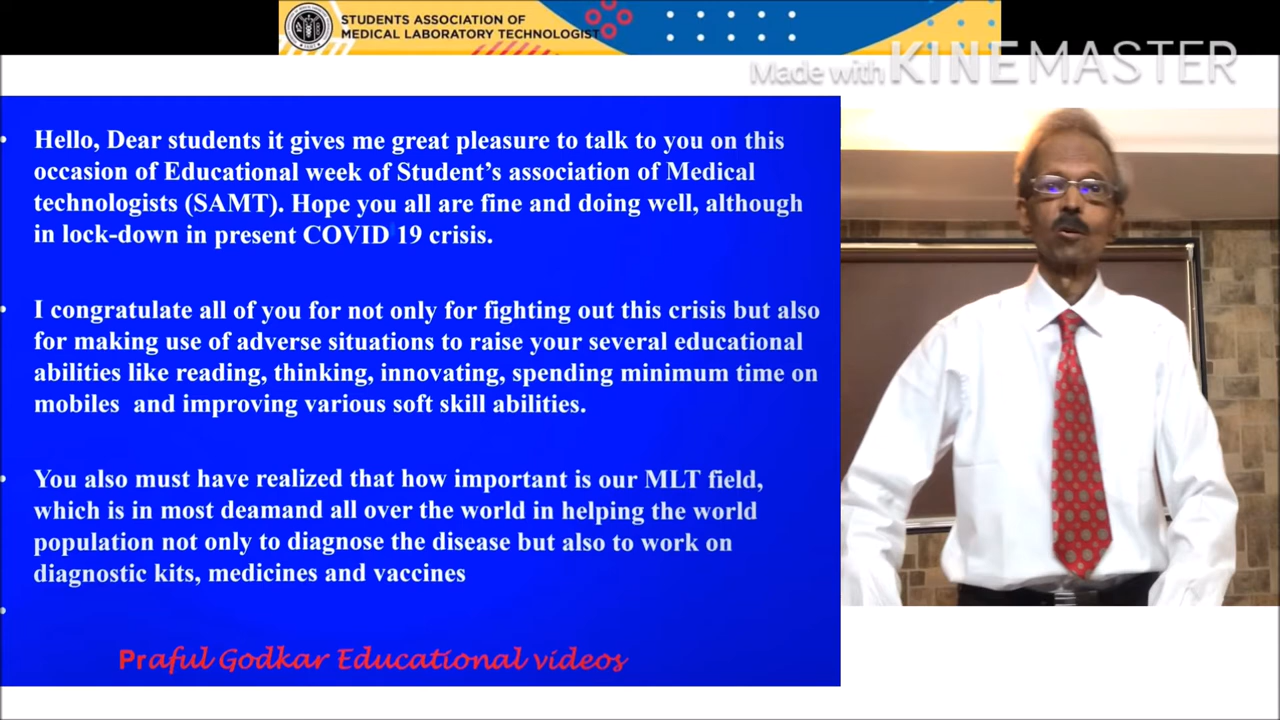 STUDENTS ASSOCIATION OF
MEDICAL LABORATORY TECHNOLOGIST
Made with KINEMASTER
Hello, Dear students it gives me great pleasure to talk to you on this
occasion of Educational week of Student's association of Medical
technologists (SAMT). Hope you all are fine and doing well, although
in lock-down in present COVID 19 crisis.
I congratulate all of you for not only for fighting out this crisis but also
for making use of adverse situations to raise your several educational
abilities like reading, thinking, innovating, spending minimum time on
mobiles and improving various soft skill abilities.
You also must have realized that how important is our MLT field,
which is in most deamand all over the world in helping the world
population not only to diagnose the disease but also to work on
diagnostic kits, medicines and vaccines
Praful Godkar Educational videos